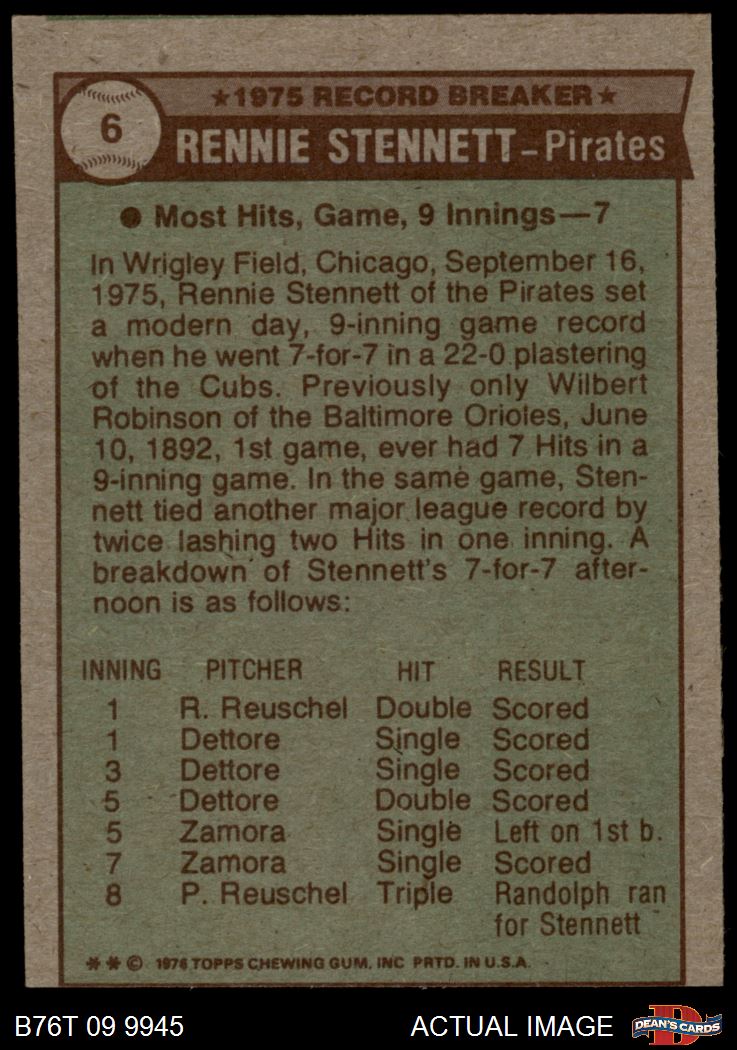 6
★1975 RECORD BREAKER★
RENNIE STENNETT–Pirates
● Most Hits, Game, 9 Innings—7
In Wrigley Field, Chicago, September 16,
1975, Rennie Stennett of the Pirates set
a modern day, 9-inning game record
when he went 7-for-7 in a 22-0 plastering
of the Cubs. Previously only Wilbert
Robinson of the Baltimore Orioles, June
10, 1892, 1st game, ever had 7 Hits in a
9-inning game. In the same game, Sten-
nett tied another major league record by
twice lashing two Hits in one inning. A
breakdown of Stennett's 7-for-7 after-
noon is as follows:
INNING PITCHER HIT RESULT
1 R. Reuschel Double Scored
1 Dettore Single Scored
3 Dettore Single Scored
5 Dettore Double Scored
5 Zamora Single Left on 1st b.
7 Zamora Single Scored
8 P. Reuschel Triple Randolph ran
for Stennett
✻ ✻ © 1976 TOPPS CHEWING GUM, INC PRTD. IN U.S.A.
B76T 09 9945 ACTUAL IMAGE
D
DEAN'S CARDS